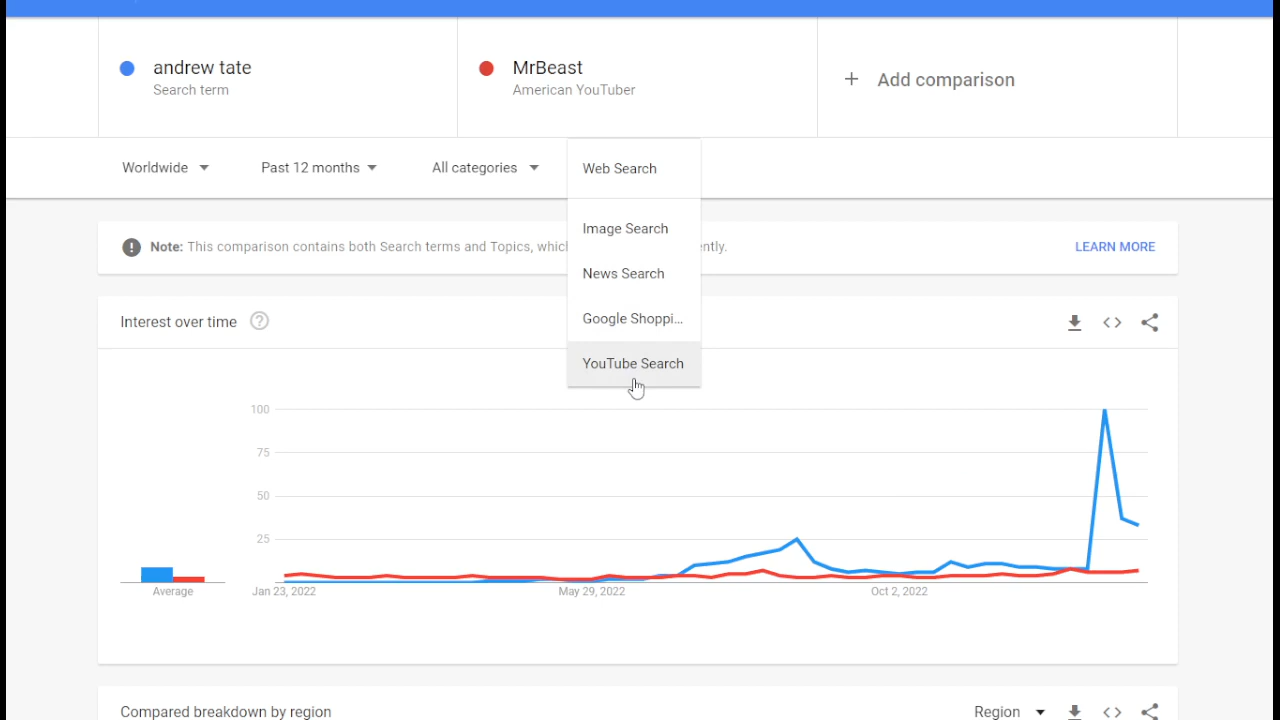 andrew tate
Search term
MrBeast
American YouTuber
+ Add comparison
Worldwide
Past 12 months
All categories
Web Search
Image Search
News Search
Google Shoppi...
YouTube Search
Note: This comparison contains both Search terms and Topics, whic
ntly.
LEARN MORE
Interest over time
100
75
50
25
Average
Jan 23, 2022
May 29, 2022
Oct 2, 2022
Compared breakdown by region
Region